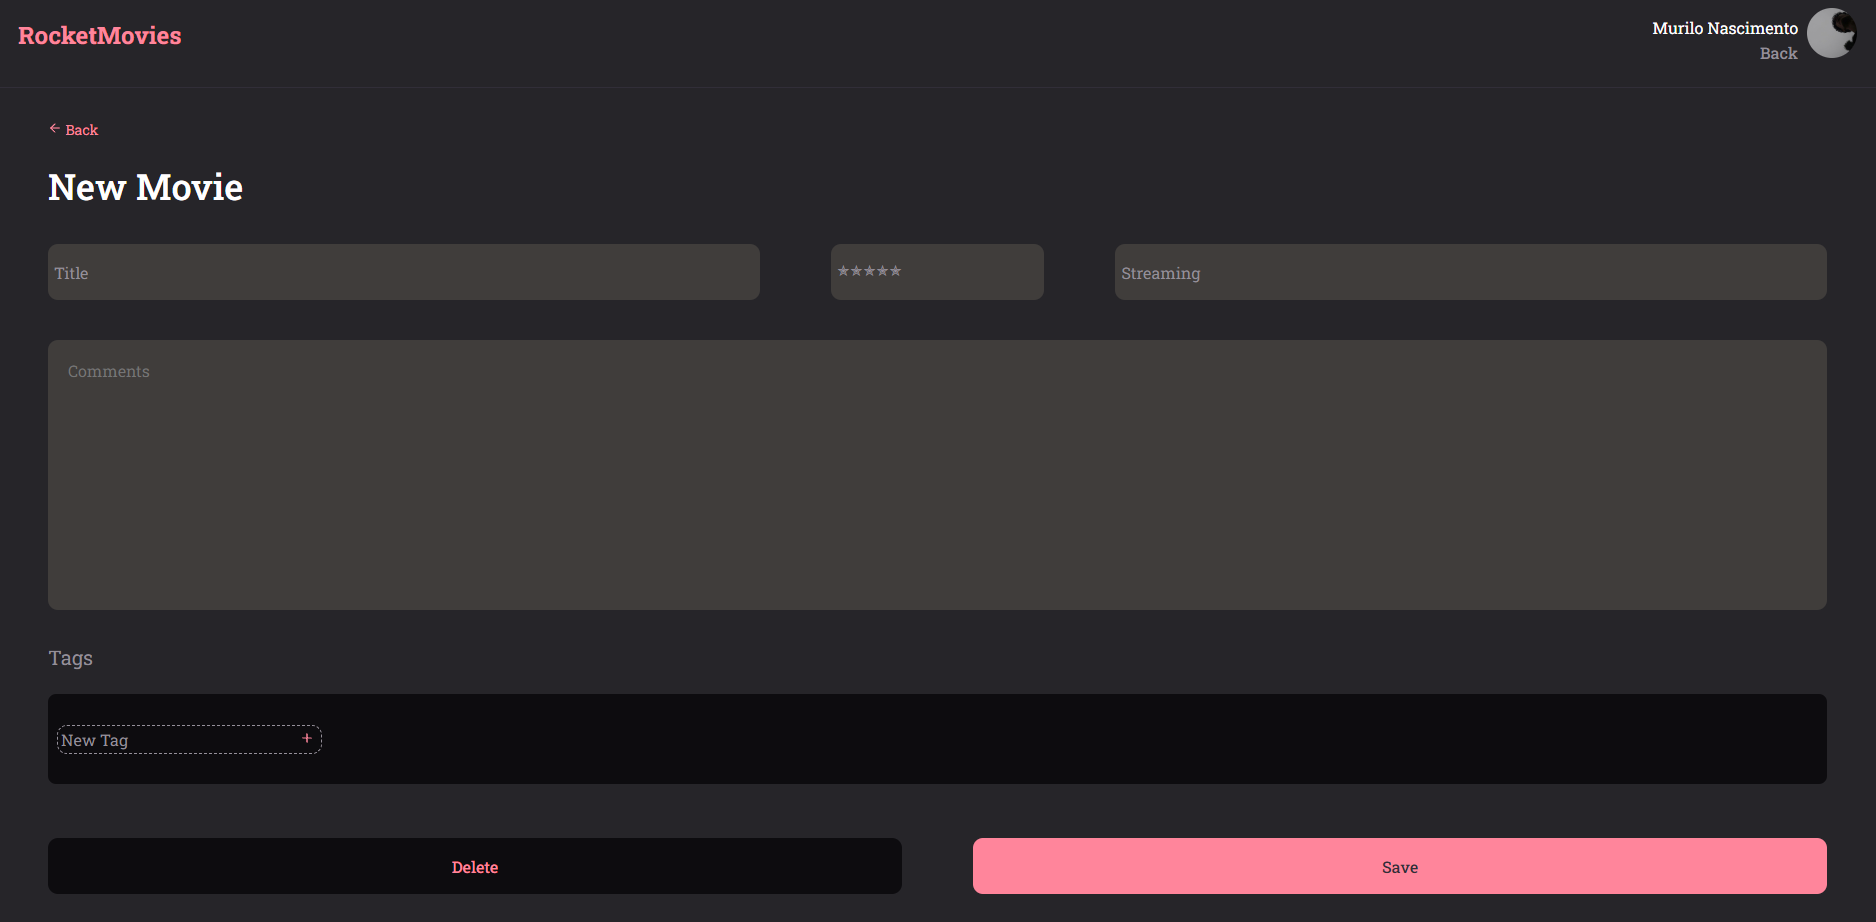 RocketMovies
Murilo Nascimento
Back
← Back
New Movie
Title
★★★★★
Streaming
Comments
Tags
New Tag +
Delete
Save